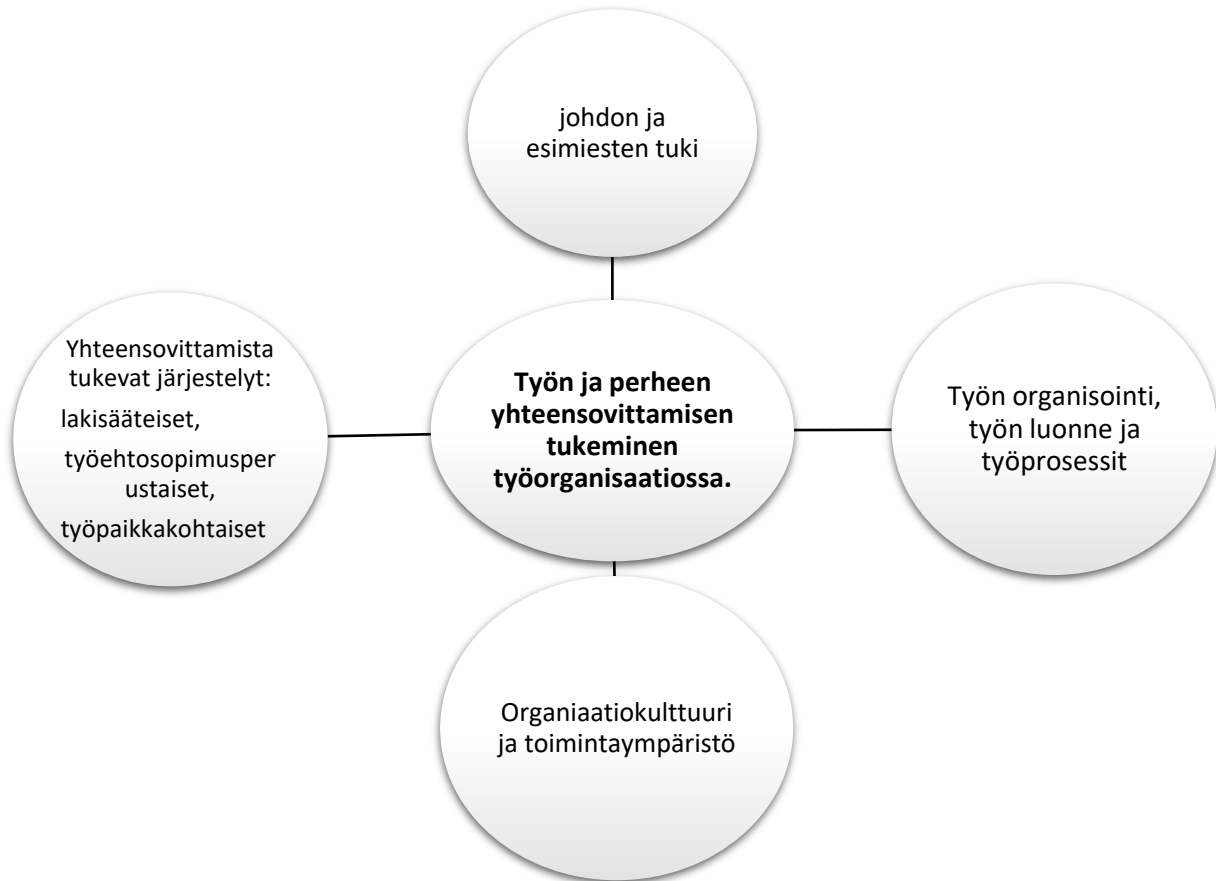 johdon ja
esimiesten tuki
Yhteensovittamista
tukevat järjestelyt:
lakisääteiset,
työehtosopimusper
ustaiset,
työpaikkakohtaiset
Työn ja perheen
yhteensovittamisen
tukeminen
työorganisaatiossa.
Työn organisointi,
työn luonne ja
työprosessit
Organiaatiokulttuuri
ja toimintaympäristö